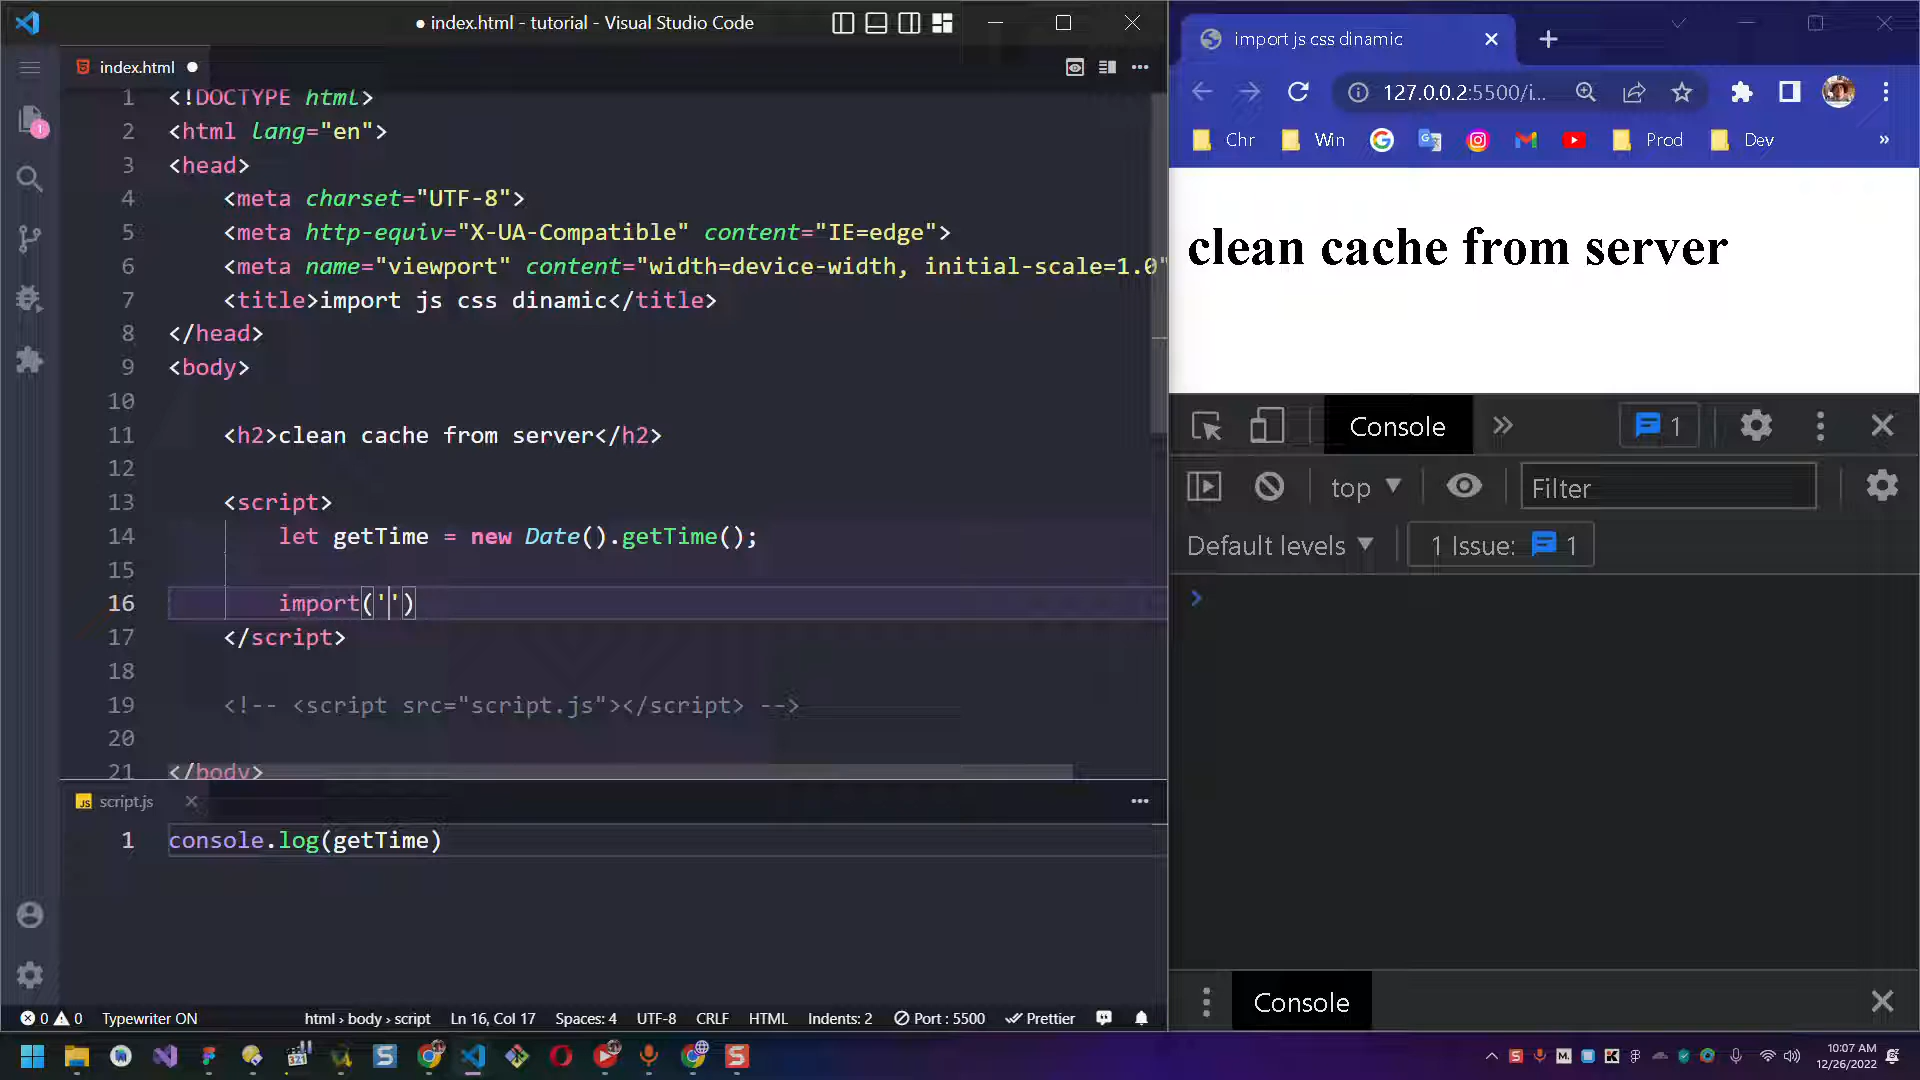 ● index.html - tutorial - Visual Studio Code
index.html ●
1 <!DOCTYPE html>
2 <html lang="en">
3 <head>
4 <meta charset="UTF-8">
5 <meta http-equiv="X-UA-Compatible" content="IE=edge">
6 <meta name="viewport" content="width=device-width, initial-scale=1.0"
7 <title>import js css dinamic</title>
8 </head>
9 <body>
10
11 <h2>clean cache from server</h2>
12
13 <script>
14 let getTime = new Date().getTime();
15
16 import('')
17 </script>
18
19 <!-- <script src="script.js"></script> -->
20
21 </body>
JS script.js
1 console.log(getTime)
0 0 Typewriter ON html › body › script Ln 16, Col 17 Spaces: 4 UTF-8 CRLF HTML Indents: 2 Port : 5500 Prettier
import js css dinamic
127.0.0.2:5500/i...
Chr Win Prod Dev »
clean cache from server
Console 1
top Filter
Default levels 1 Issue: 1
Console
1
321
10:07 AM
12/26/2022